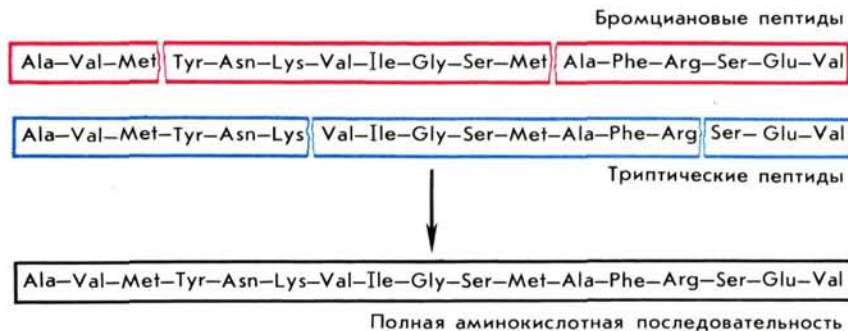 Бромциановые пептиды
Ala–Val–Met Tyr–Asn–Lys–Val–Ile–Gly–Ser–Met Ala–Phe–Arg–Ser–Glu–Val
Ala–Val–Met–Tyr–Asn–Lys Val–Ile–Gly–Ser–Met–Ala–Phe–Arg Ser–Glu–Val
Триптические пептиды
Ala–Val–Met–Tyr–Asn–Lys–Val–Ile–Gly–Ser–Met–Ala–Phe–Arg–Ser–Glu–Val
Полная аминокислотная последовательность